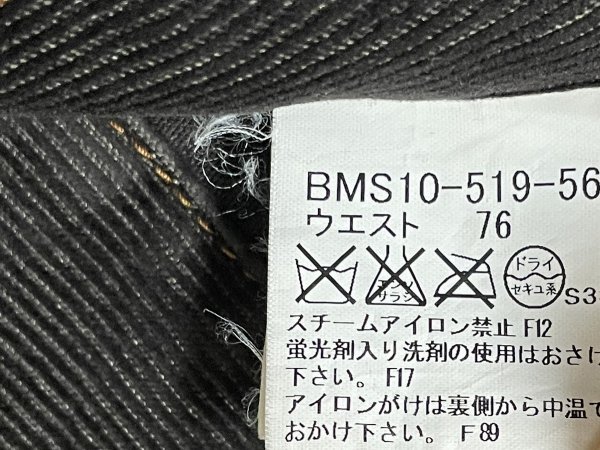 BMS10-519-56
ウエスト 76
エンソ
サラシ
ドライ
セキユ系
S3
スチームアイロン禁止 F12
蛍光剤入り洗剤の使用はおさけ
下さい。 F17
アイロンがけは裏側から中温で
おかけ下さい。 F89